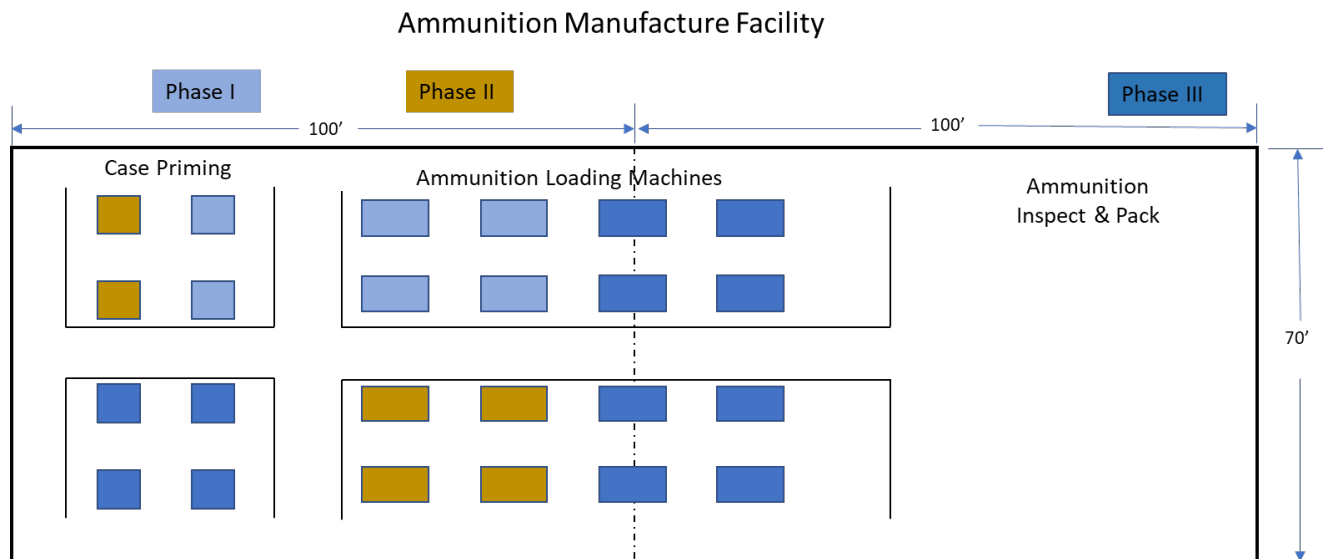 Ammunition Manufacture Facility
Phase I
Phase II
Phase III
100’
100’
Case Priming
Ammunition Loading Machines
Ammunition
Inspect & Pack
70’